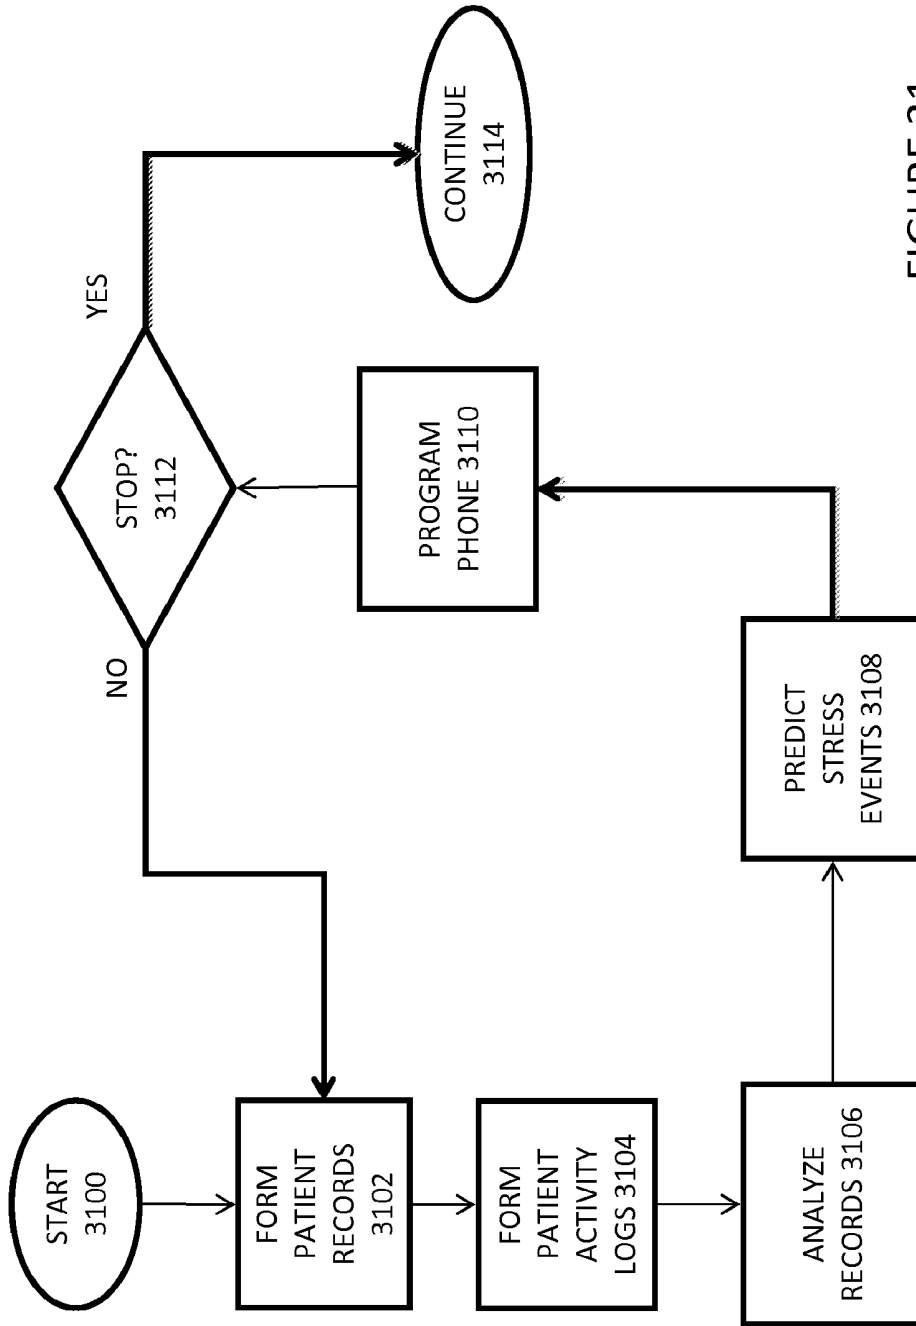 START
3100
FORM
PATIENT
RECORDS
3102
FORM
PATIENT
ACTIVITY
LOGS 3104
ANALYZE
RECORDS 3106
PREDICT
STRESS
EVENTS 3108
PROGRAM
PHONE 3110
STOP?
3112
NO
YES
CONTINUE
3114
FIGURE